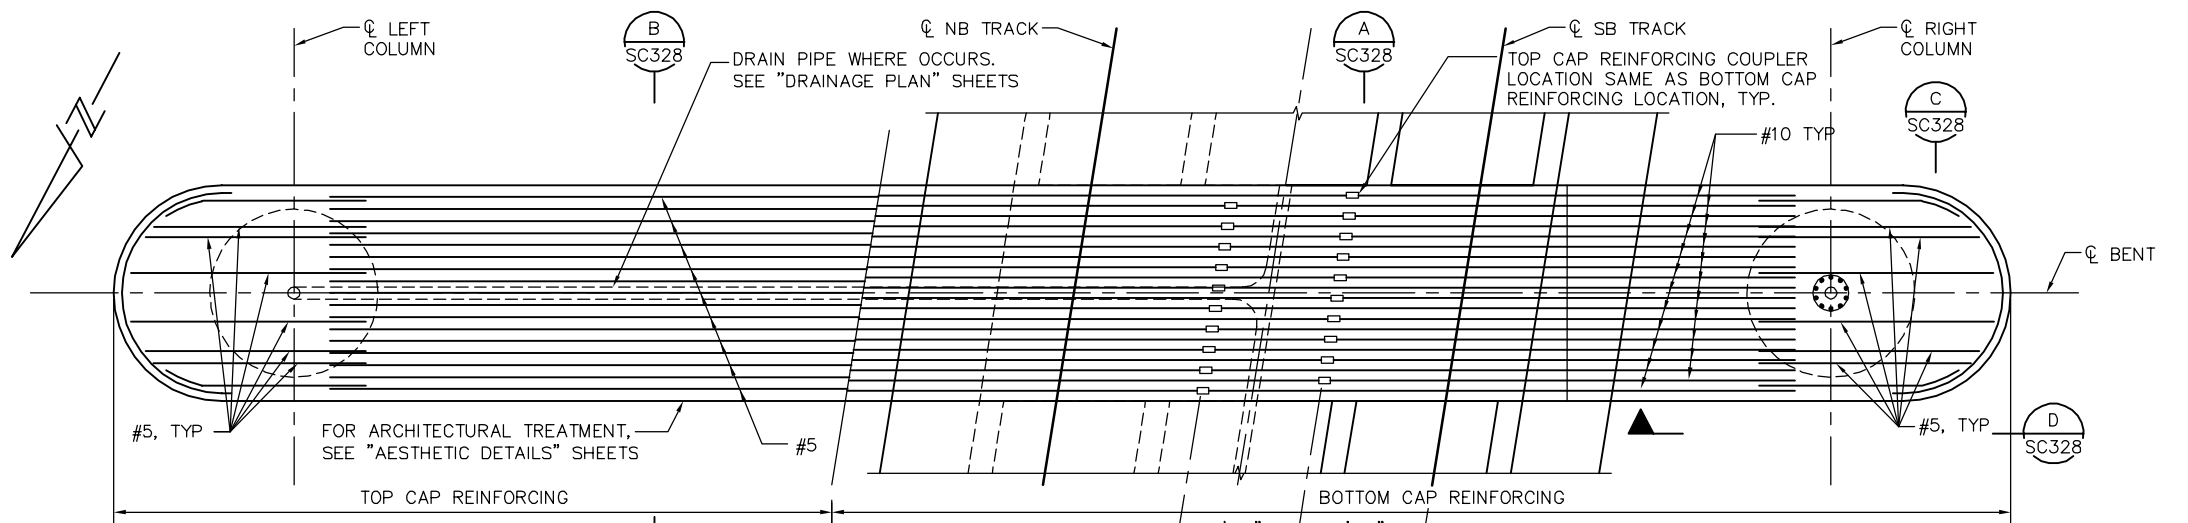 ℄ LEFT
COLUMN
B
SC328
DRAIN PIPE WHERE OCCURS.
SEE "DRAINAGE PLAN" SHEETS
℄ NB TRACK
A
SC328
℄ SB TRACK
TOP CAP REINFORCING COUPLER
LOCATION SAME AS BOTTOM CAP
REINFORCING LOCATION, TYP.
℄ RIGHT
COLUMN
C
SC328
#10 TYP
℄ BENT
#5, TYP
FOR ARCHITECTURAL TREATMENT,
SEE "AESTHETIC DETAILS" SHEETS
#5
#5, TYP
D
SC328
TOP CAP REINFORCING
BOTTOM CAP REINFORCING